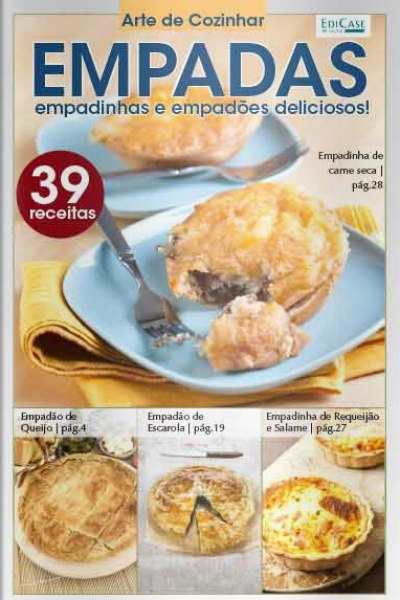 Arte de Cozinhar
EDICASE
EMPADAS
empadinhas e empadões deliciosos!
39
receitas
Empadinha de
carne seca |
pág.28
Empadão de
Queijo | pág.4
Empadão de
Escarola | pág.19
Empadinha de Requeijão
e Salame | pág.27